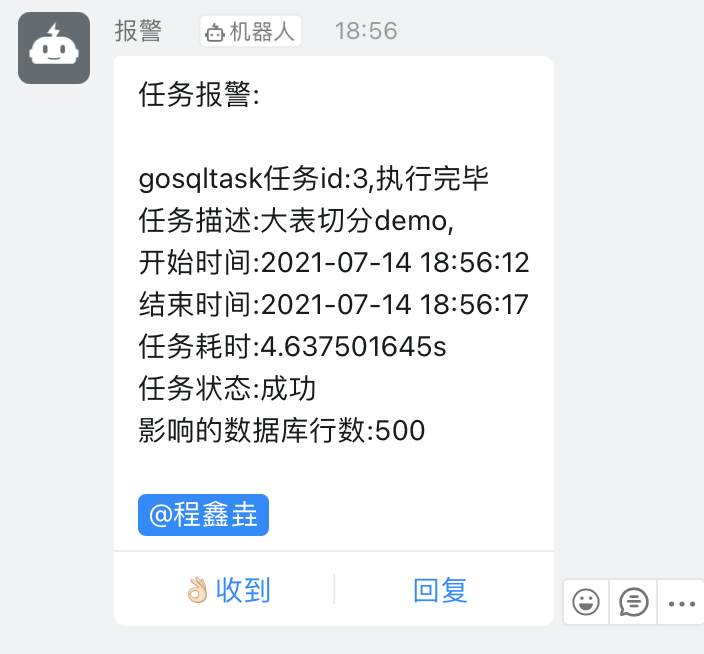 报警 机器人 18:56
任务报警:
gosqltask任务id:3,执行完毕
任务描述:大表切分demo,
开始时间:2021-07-14 18:56:12
结束时间:2021-07-14 18:56:17
任务耗时:4.637501645s
任务状态:成功
影响的数据库行数:500
@程鑫垚
👌🏻收到 回复